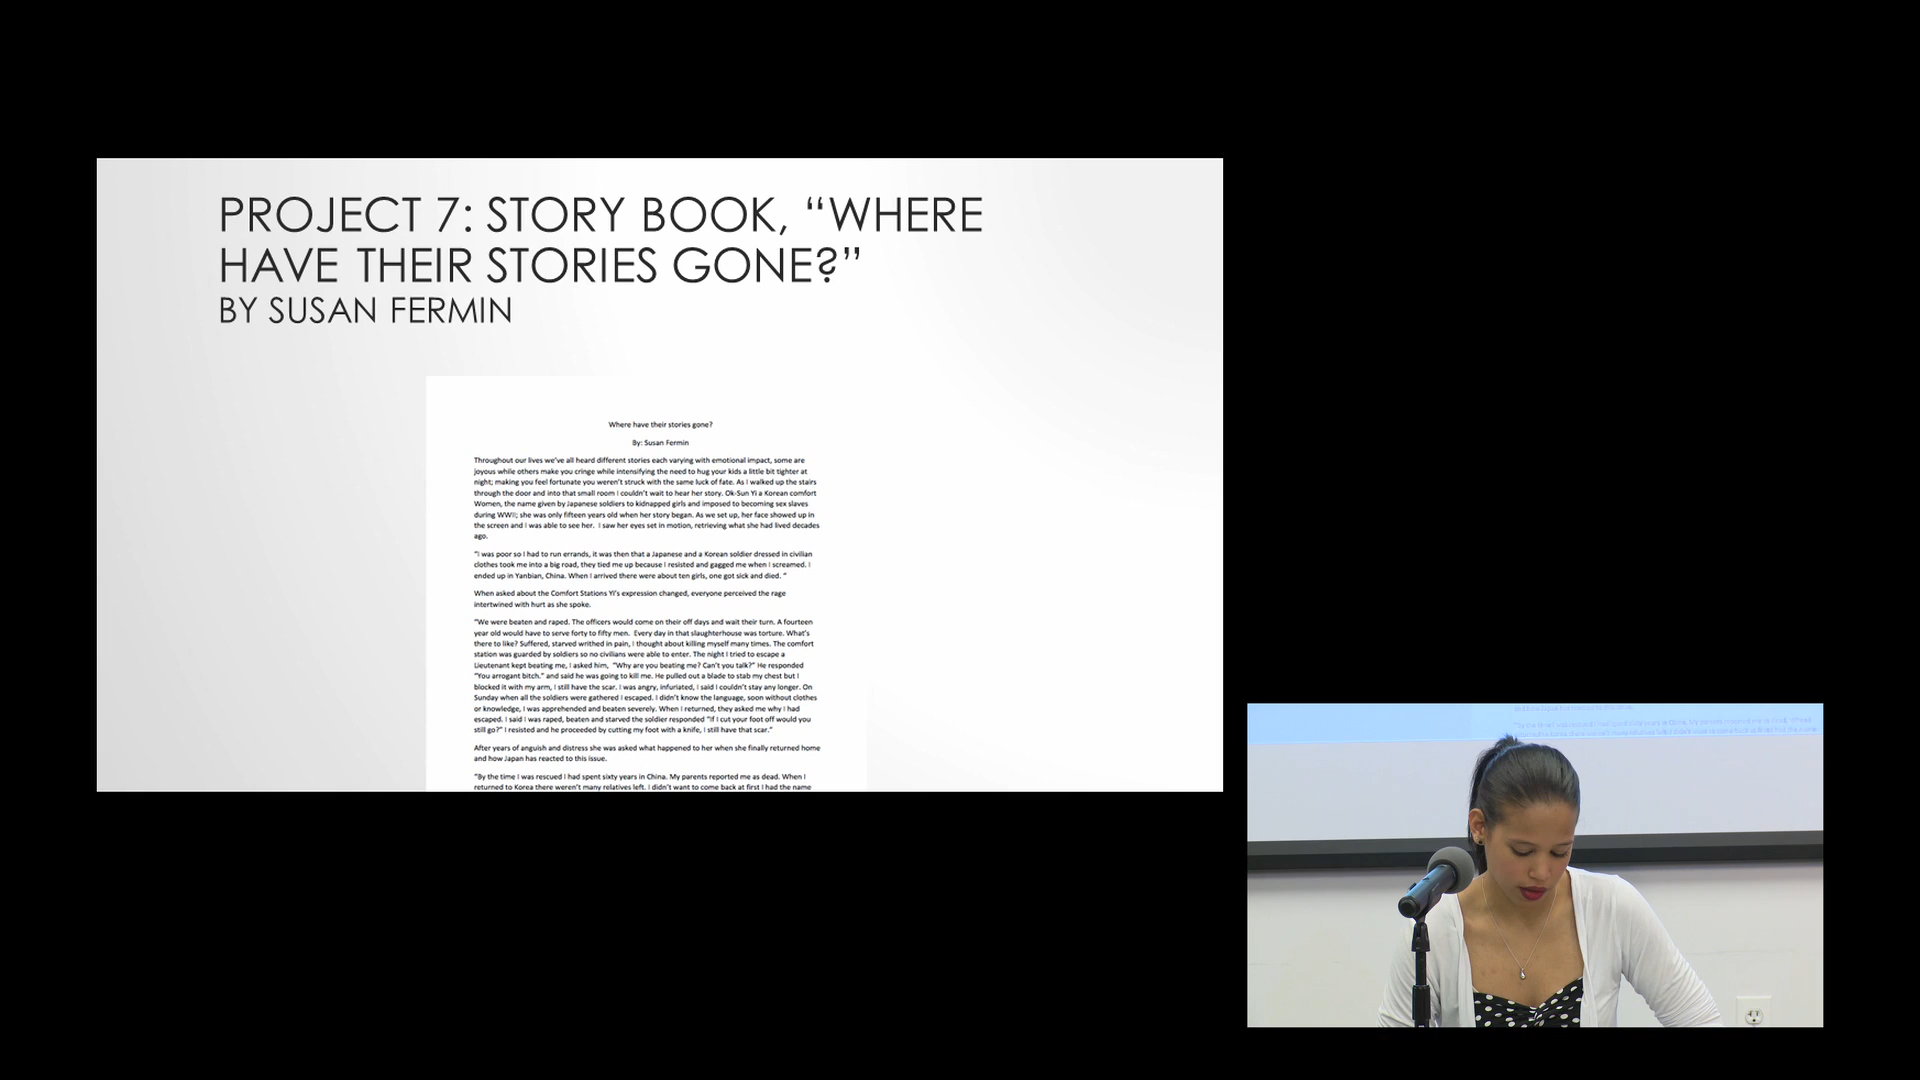 PROJECT 7: STORY BOOK, “WHERE
HAVE THEIR STORIES GONE?”
BY SUSAN FERMIN
Where have their stories gone?
By: Susan Fermin
Throughout our lives we’ve all heard different stories each varying with emotional impact, some are
joyous while others make you cringe while intensifying the need to hug your kids a little bit tighter at
night; making you feel fortunate you weren’t struck with the same luck of fate. As I walked up the stairs
through the door and into that small room I couldn’t wait to hear her story. Ok-Sun Yi a Korean comfort
Women, the name given by Japanese soldiers to kidnapped girls and imposed to becoming sex slaves
during WWII; she was only fifteen years old when her story began. As we set up, her face showed up in
the screen and I was able to see her. I saw her eyes set in motion, retrieving what she had lived decades
ago.
“I was poor so I had to run errands, it was then that a Japanese and a Korean soldier dressed in civilian
clothes took me into a big road, they tied me up because I resisted and gagged me when I screamed. I
ended up in Yanbian, China. When I arrived there were about ten girls, one got sick and died. ”
When asked about the Comfort Stations Yi’s expression changed, everyone perceived the rage
intertwined with hurt as she spoke.
“We were beaten and raped. The officers would come on their off days and wait their turn. A fourteen
year old would have to serve forty to fifty men. Every day in that slaughterhouse was torture. What’s
there to like? Suffered, starved writhed in pain, I thought about killing myself many times. The comfort
station was guarded by soldiers so no civilians were able to enter. The night I tried to escape a
Lieutenant kept beating me, I asked him, “Why are you beating me? Can’t you talk?” He responded
“You arrogant bitch.” and said he was going to kill me. He pulled out a blade to stab my chest but I
blocked it with my arm, I still have the scar. I was angry, infuriated, I said I couldn’t stay any longer. On
Sunday when all the soldiers were gathered I escaped. I didn’t know the language, soon without clothes
or knowledge, I was apprehended and beaten severely. When I returned, they asked me why I had
escaped. I said I was raped, beaten and starved the soldier responded “If I cut your foot off would you
still go?” I resisted and he proceeded by cutting my foot with a knife, I still have that scar.”
After years of anguish and distress she was asked what happened to her when she finally returned home
and how Japan has reacted to this issue.
“By the time I was rescued I had spent sixty years in China. My parents reported me as dead. When I
returned to Korea there weren’t many relatives left. I didn’t want to come back at first I had the name